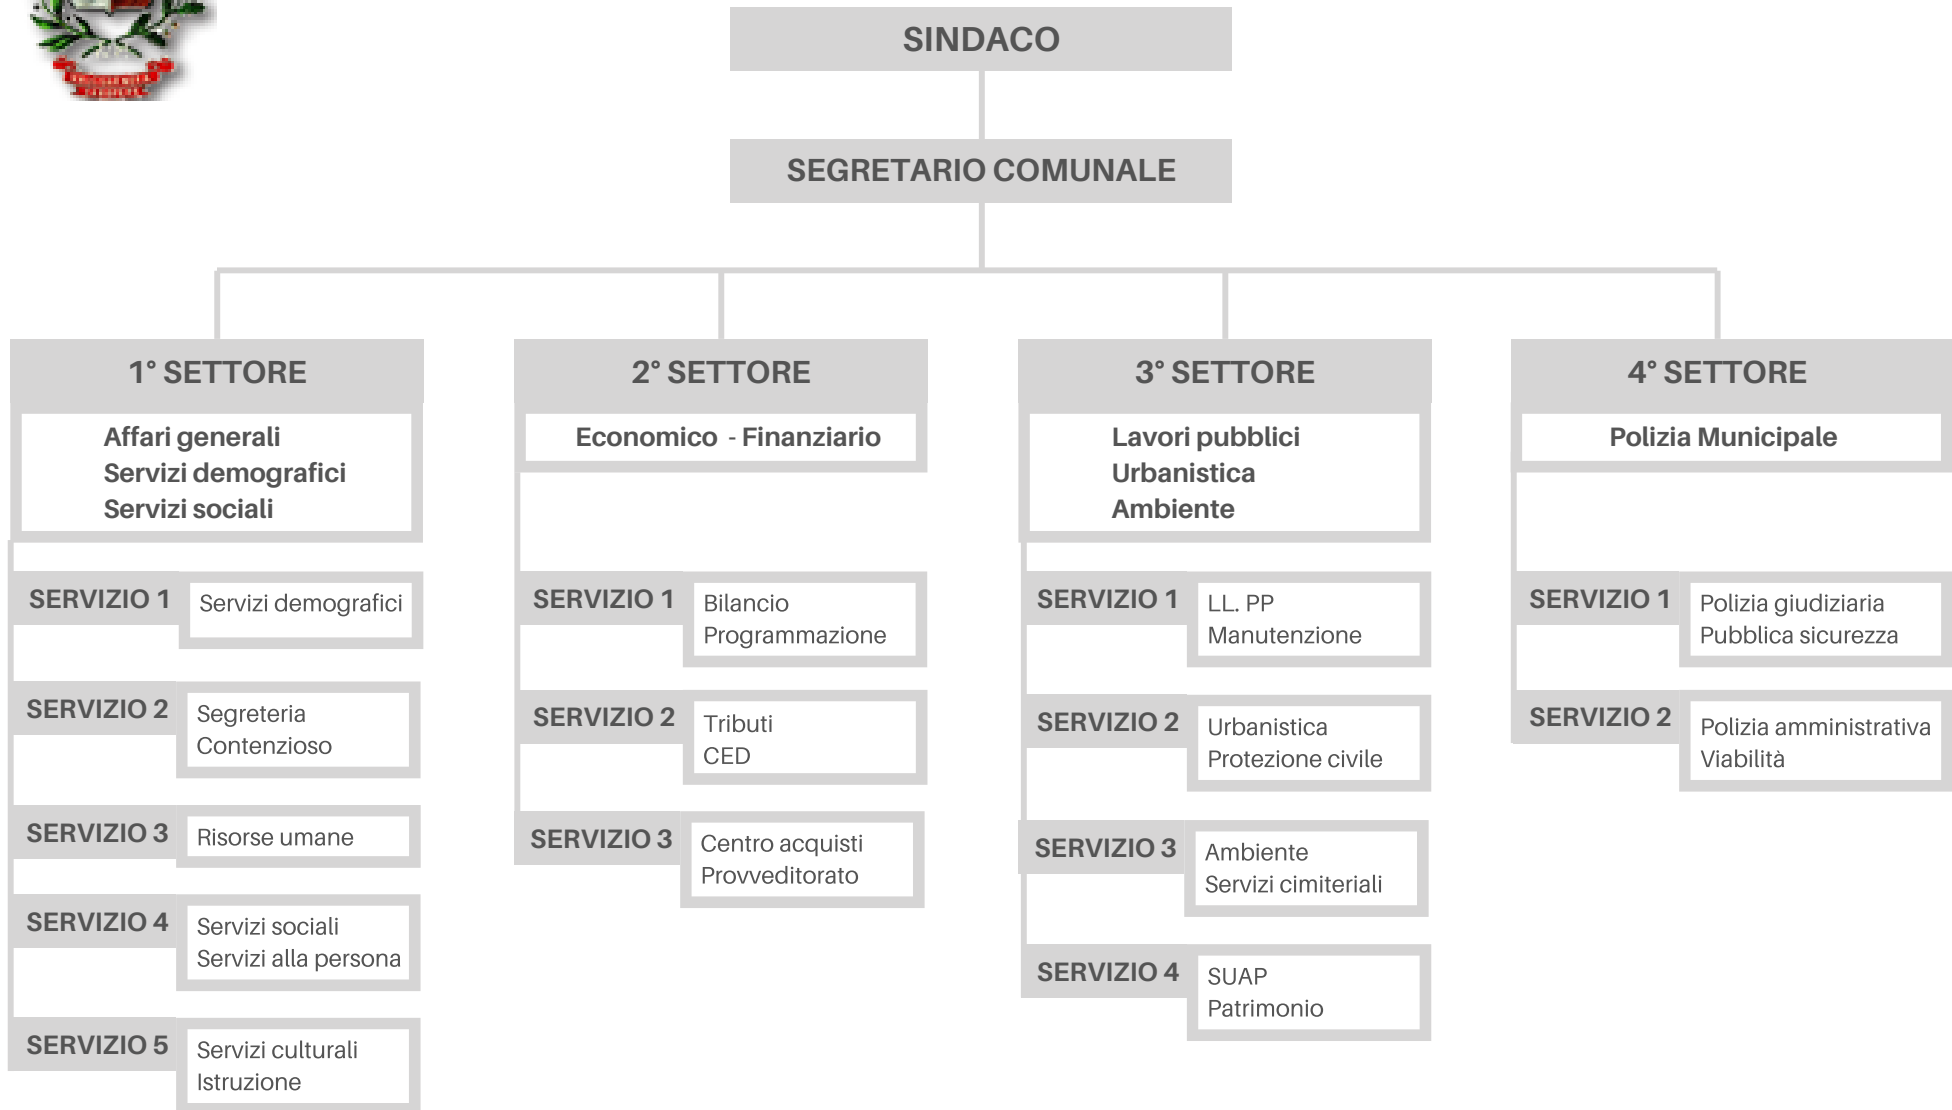 SINDACO
SEGRETARIO COMUNALE
1° SETTORE
Affari generali
Servizi demografici
Servizi sociali
SERVIZIO 1
Servizi demografici
SERVIZIO 2
Segreteria
Contenzioso
SERVIZIO 3
Risorse umane
SERVIZIO 4
Servizi sociali
Servizi alla persona
SERVIZIO 5
Servizi culturali
Istruzione
2° SETTORE
Economico - Finanziario
SERVIZIO 1
Bilancio
Programmazione
SERVIZIO 2
Tributi
CED
SERVIZIO 3
Centro acquisti
Provveditorato
3° SETTORE
Lavori pubblici
Urbanistica
Ambiente
SERVIZIO 1
LL. PP
Manutenzione
SERVIZIO 2
Urbanistica
Protezione civile
SERVIZIO 3
Ambiente
Servizi cimiteriali
SERVIZIO 4
SUAP
Patrimonio
4° SETTORE
Polizia Municipale
SERVIZIO 1
Polizia giudiziaria
Pubblica sicurezza
SERVIZIO 2
Polizia amministrativa
Viabilità